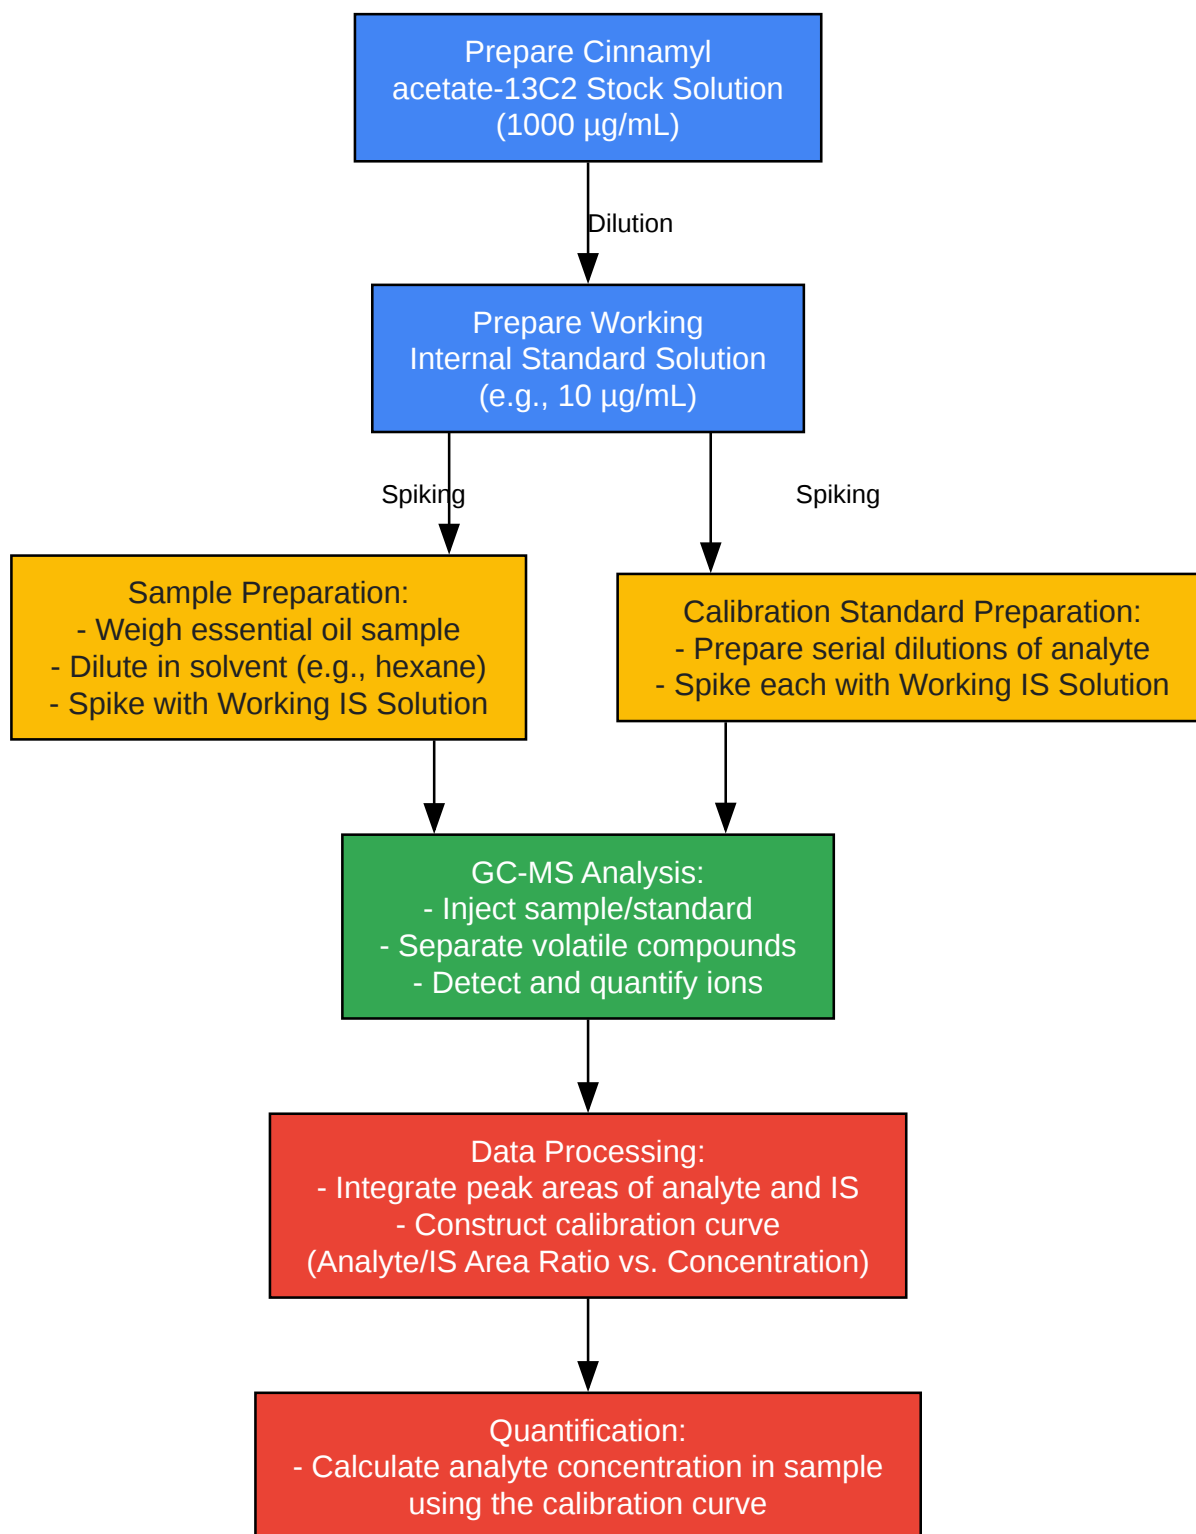 Prepare Cinnamyl
acetate-13C2 Stock Solution
(1000 µg/mL)
Dilution
Prepare Working
Internal Standard Solution
(e.g., 10 µg/mL)
Spiking
Spiking
Sample Preparation:
- Weigh essential oil sample
- Dilute in solvent (e.g., hexane)
- Spike with Working IS Solution
Calibration Standard Preparation:
- Prepare serial dilutions of analyte
- Spike each with Working IS Solution
GC-MS Analysis:
- Inject sample/standard
- Separate volatile compounds
- Detect and quantify ions
Data Processing:
- Integrate peak areas of analyte and IS
- Construct calibration curve
(Analyte/IS Area Ratio vs. Concentration)
Quantification:
- Calculate analyte concentration in sample
using the calibration curve